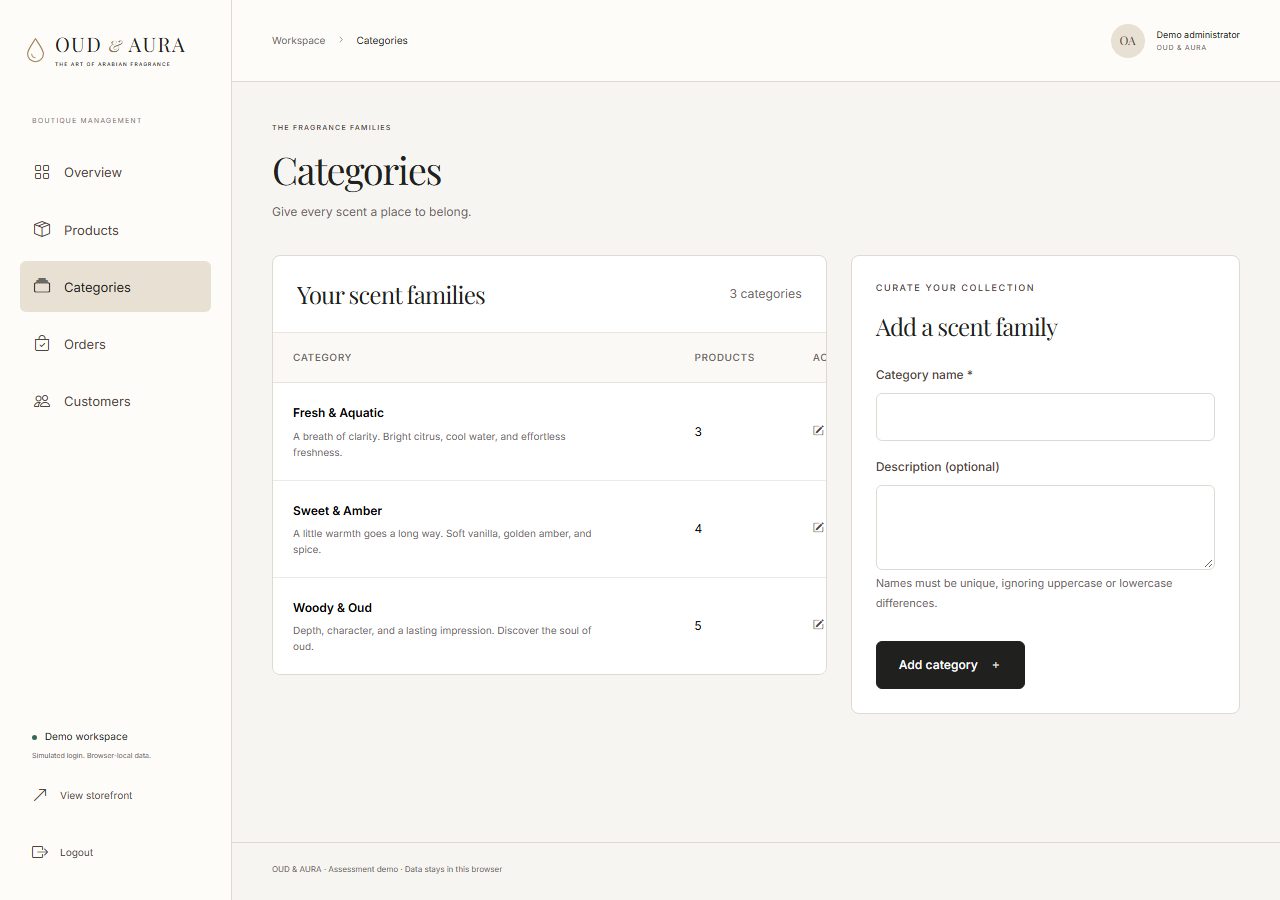 OUD & AURA
THE ART OF ARABIAN FRAGRANCE
BOUTIQUE MANAGEMENT
Overview
Products
Categories
Orders
Customers
Demo workspace
Simulated login. Browser-local data.
View storefront
Logout
Workspace
Categories
OA
Demo administrator
OUD & AURA
THE FRAGRANCE FAMILIES
Categories
Give every scent a place to belong.
Your scent families
3 categories
CATEGORY
PRODUCTS
AC
Fresh & Aquatic
A breath of clarity. Bright citrus, cool water, and effortless
freshness.
3
Sweet & Amber
A little warmth goes a long way. Soft vanilla, golden amber, and
spice.
4
Woody & Oud
Depth, character, and a lasting impression. Discover the soul of
oud.
5
CURATE YOUR COLLECTION
Add a scent family
Category name *
Description (optional)
Names must be unique, ignoring uppercase or lowercase
differences.
Add category +
OUD & AURA · Assessment demo · Data stays in this browser